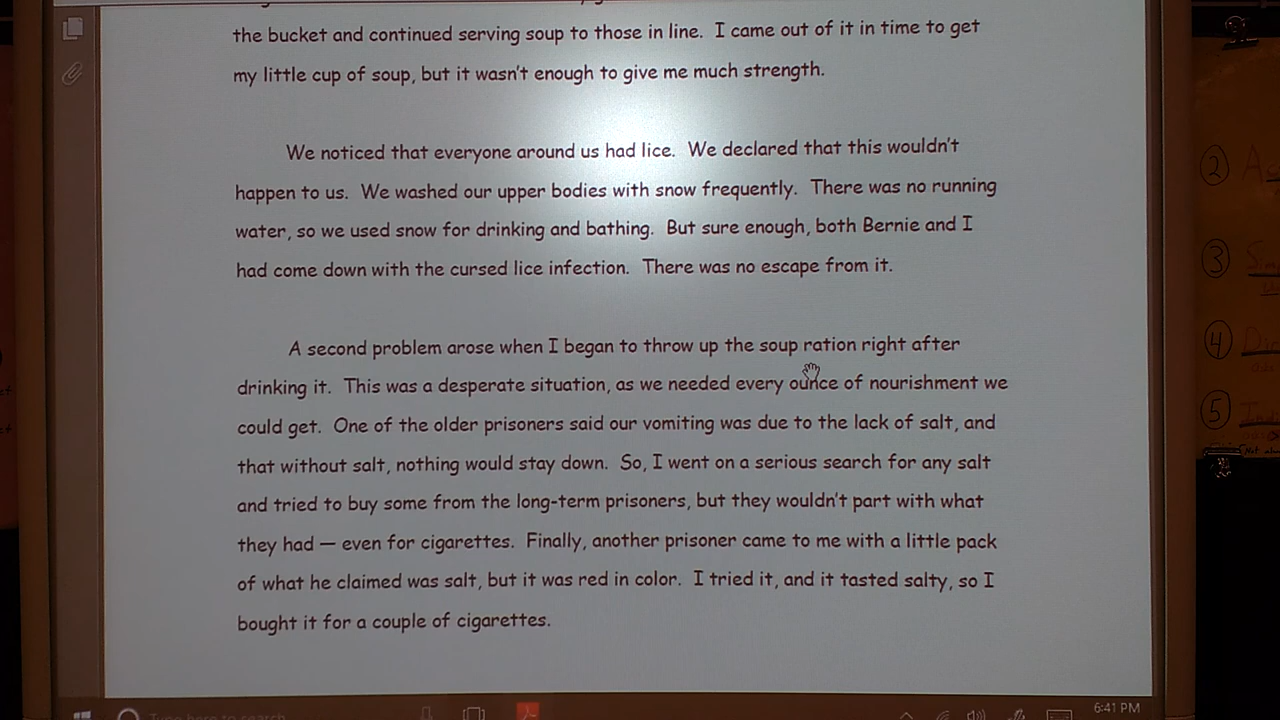 the bucket and continued serving soup to those in line. I came out of it in time to get
my little cup of soup, but it wasn't enough to give me much strength.
We noticed that everyone around us had lice. We declared that this wouldn't
happen to us. We washed our upper bodies with snow frequently. There was no running
water, so we used snow for drinking and bathing. But sure enough, both Bernie and I
had come down with the cursed lice infection. There was no escape from it.
A second problem arose when I began to throw up the soup ration right after
drinking it. This was a desperate situation, as we needed every ounce of nourishment we
could get. One of the older prisoners said our vomiting was due to the lack of salt, and
that without salt, nothing would stay down. So, I went on a serious search for any salt
and tried to buy some from the long-term prisoners, but they wouldn't part with what
they had — even for cigarettes. Finally, another prisoner came to me with a little pack
of what he claimed was salt, but it was red in color. I tried it, and it tasted salty, so I
bought it for a couple of cigarettes.
Type here to search
6:41 PM
2
3
4
5